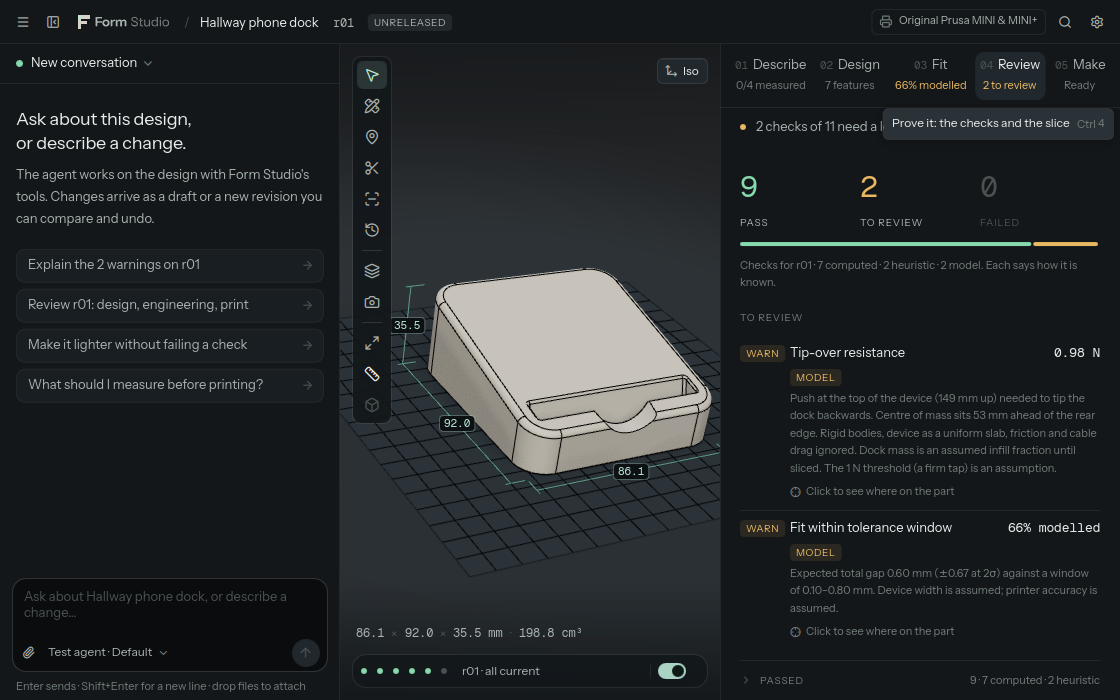 Form Studio / Hallway phone dock r01 UNRELEASED
Original Prusa MINI & MINI+
New conversation
Ask about this design,
or describe a change.
The agent works on the design with Form Studio's
tools. Changes arrive as a draft or a new revision you
can compare and undo.
Explain the 2 warnings on r01
Review r01: design, engineering, print
Make it lighter without failing a check
What should I measure before printing?
Ask about Hallway phone dock, or describe a
change...
Test agent · Default
Enter sends · Shift+Enter for a new line · drop files to attach
Iso
35.5
92.0
86.1
86.1 × 92.0 × 35.5 mm · 198.8 cm³
r01 · all current
01 Describe
0/4 measured
02 Design
7 features
03 Fit
66% modelled
04 Review
2 to review
05 Make
Ready
2 checks of 11 need a
Prove it: the checks and the slice Ctrl 4
9
PASS
2
TO REVIEW
0
FAILED
Checks for r01 · 7 computed · 2 heuristic · 2 model. Each says how it is
known.
TO REVIEW
WARN Tip-over resistance 0.98 N
MODEL
Push at the top of the device (149 mm up) needed to tip the
dock backwards. Centre of mass sits 53 mm ahead of the rear
edge. Rigid bodies, device as a uniform slab, friction and cable
drag ignored. Dock mass is an assumed infill fraction until
sliced. The 1 N threshold (a firm tap) is an assumption.
Click to see where on the part
WARN Fit within tolerance window 66% modelled
MODEL
Expected total gap 0.60 mm (±0.67 at 2σ) against a window
of 0.10–0.80 mm. Device width is assumed; printer accuracy is
assumed.
Click to see where on the part
PASSED 9 · 7 computed · 2 heuristic